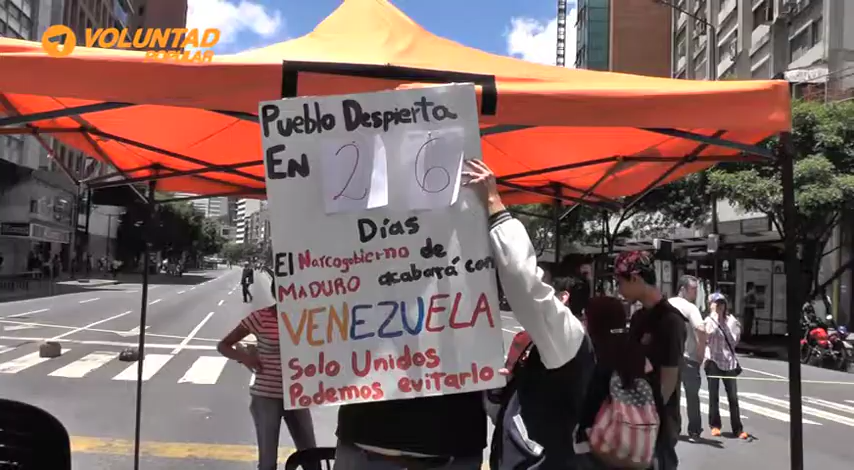 VOLUNTAD
POPULAR
Pueblo Despierta
En 26
Días
El Narcogobierno de
MADURO acabará con
VENEZUELA
Solo Unidos
Podemos evitarlo